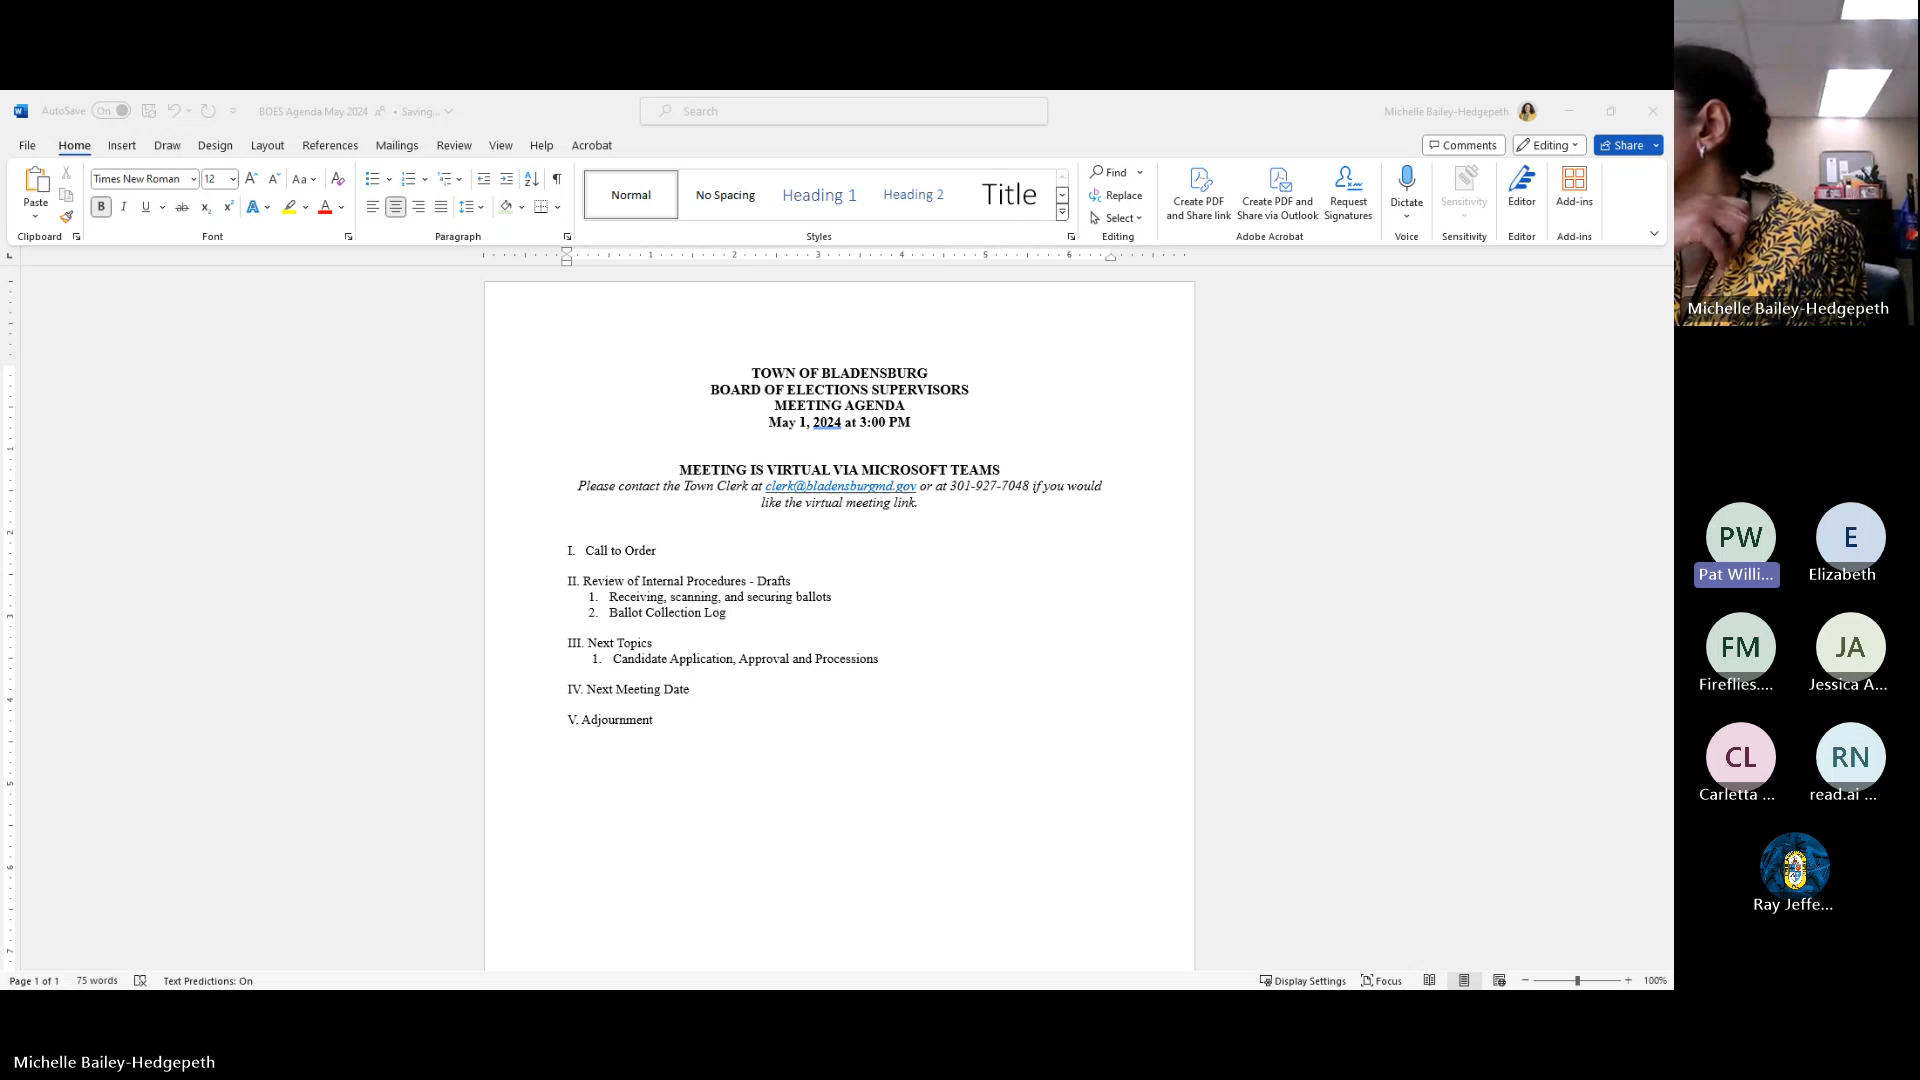 AutoSave On BOES Agenda May 2024 • Saving... Search Michelle Bailey-Hedgepeth
File Home Insert Draw Design Layout References Mailings Review View Help Acrobat Comments Editing Share
Paste Times New Roman 12 Normal No Spacing Heading 1 Heading 2 Title Find Replace Select
Create PDF and Share link Create PDF and Share via Outlook Request Signatures Dictate Sensitivity Editor Add-ins
Clipboard Font Paragraph Styles Editing Adobe Acrobat Voice Sensitivity Editor Add-ins
1 2 3 4 5 6
TOWN OF BLADENSBURG
BOARD OF ELECTIONS SUPERVISORS
MEETING AGENDA
May 1, 2024 at 3:00 PM
MEETING IS VIRTUAL VIA MICROSOFT TEAMS
Please contact the Town Clerk at clerk@bladensburgmd.gov or at 301-927-7048 if you would
like the virtual meeting link.
I. Call to Order
II. Review of Internal Procedures - Drafts
1. Receiving, scanning, and securing ballots
2. Ballot Collection Log
III. Next Topics
1. Candidate Application, Approval and Processions
IV. Next Meeting Date
V. Adjournment
Page 1 of 1 75 words Text Predictions: On Display Settings Focus 100%
Michelle Bailey-Hedgepeth
PW E
Pat Willi... Elizabeth
FM JA
Fireflies.... Jessica A...
CL RN
Carletta ... read.ai ...
Ray Jeffe...
Michelle Bailey-Hedgepeth